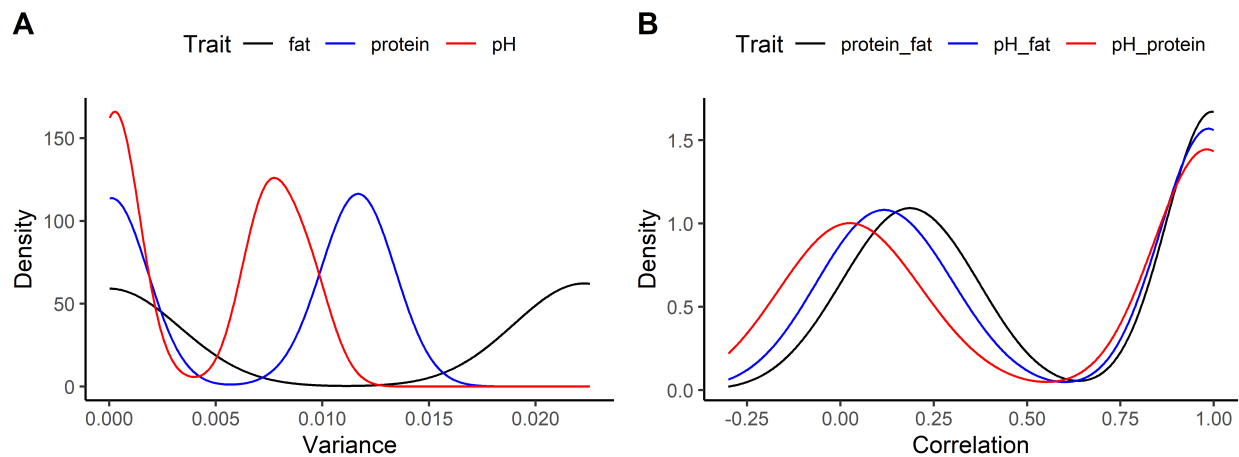 A
Trait fat protein pH
Density
150
100
50
0
0.000 0.005 0.010 0.015 0.020
Variance
B
Trait protein_fat pH_fat pH_protein
Density
1.5
1.0
0.5
0.0
-0.25 0.00 0.25 0.50 0.75 1.00
Correlation